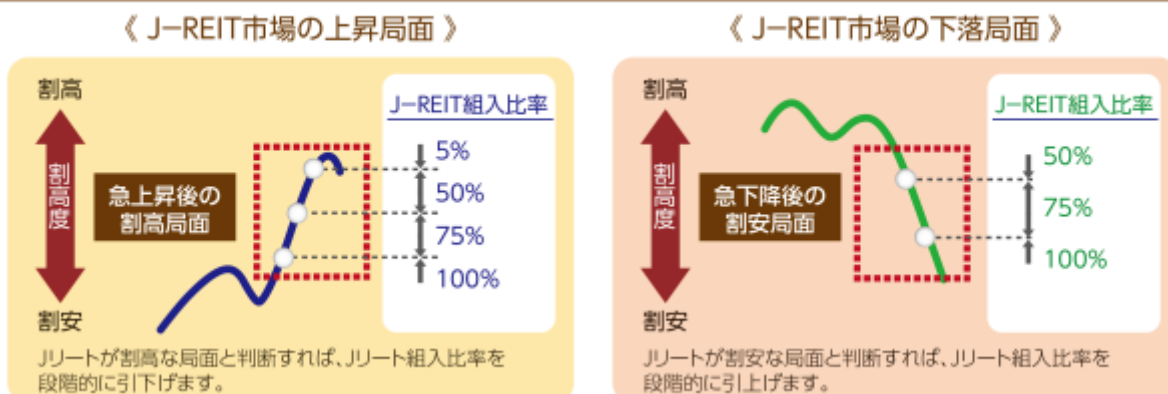 《 J-REIT市場の上昇局面 》
割高
割高度
割安
急上昇後の
割高局面
J-REIT組入比率
5%
50%
75%
100%
Jリートが割高な局面と判断すれば、Jリート組入比率を
段階的に引下げます。
《 J-REIT市場の下落局面 》
割高
割高度
割安
急下降後の
割安局面
J-REIT組入比率
50%
75%
100%
Jリートが割安な局面と判断すれば、Jリート組入比率を
段階的に引上げます。